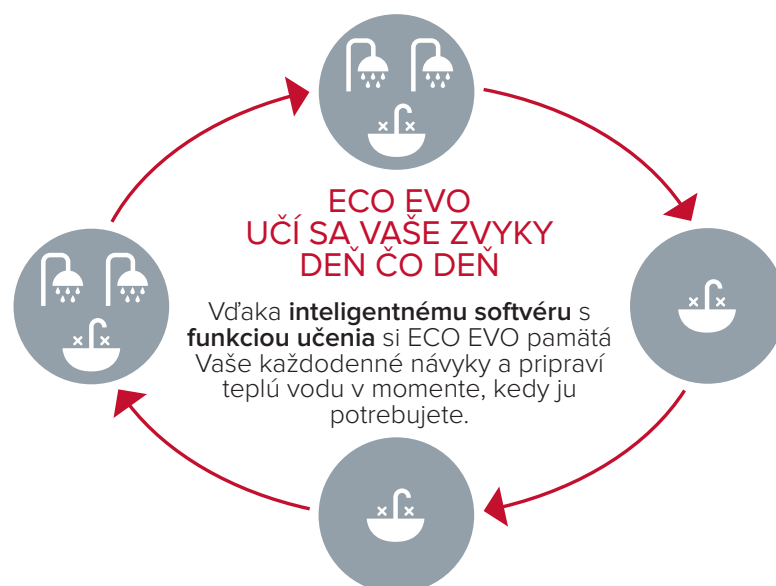 ECO EVO
UČÍ SA VAŠE ZVYKY
DEŇ ČO DEŇ
Vďaka inteligentnému softvéru s
funkciou učenia si ECO EVO pamätá
Vaše každodenné návyky a pripraví
teplú vodu v momente, kedy ju
potrebujete.